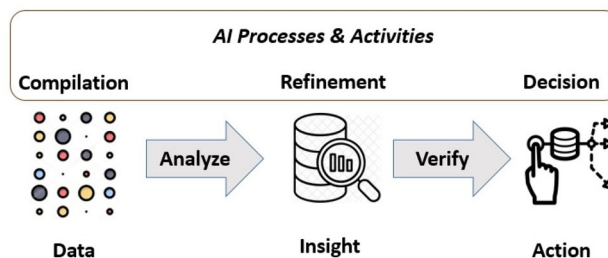 AI Processes & Activities
Compilation Refinement Decision
Analyze Verify
Data Insight Action